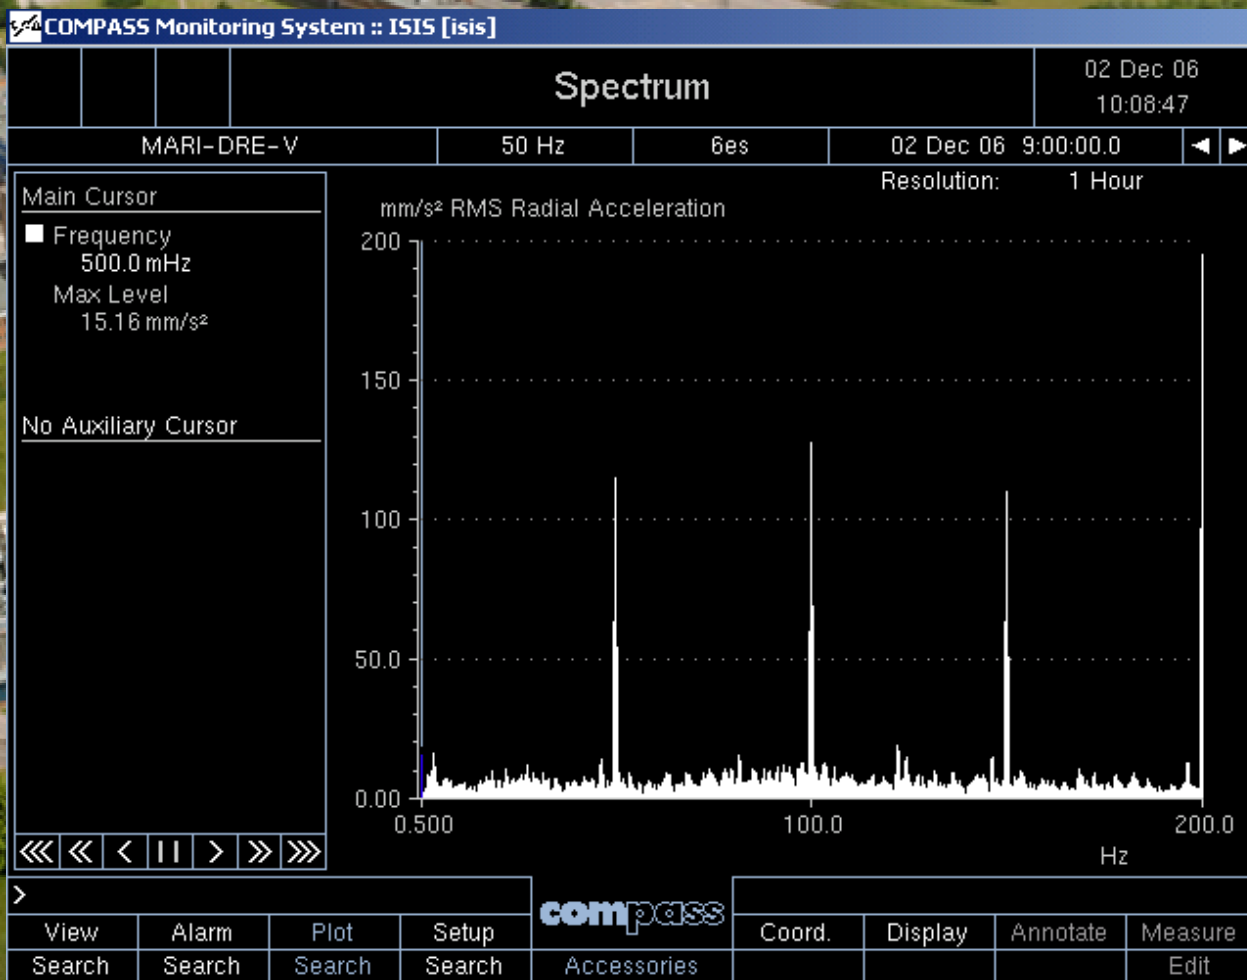 COMPASS Monitoring System :: ISIS [isis]
Spectrum
02 Dec 06
10:08:47
MARI-DRE-V 50 Hz 6es 02 Dec 06 9:00:00.0
Resolution: 1 Hour
Main Cursor
Frequency
500.0 mHz
Max Level
15.16 mm/s²
No Auxiliary Cursor
mm/s² RMS Radial Acceleration
200
150
100
50.0
0.00
0.500 100.0 200.0
Hz
>
compass
View Alarm Plot Setup Coord. Display Annotate Measure
Search Search Search Search Accessories Edit